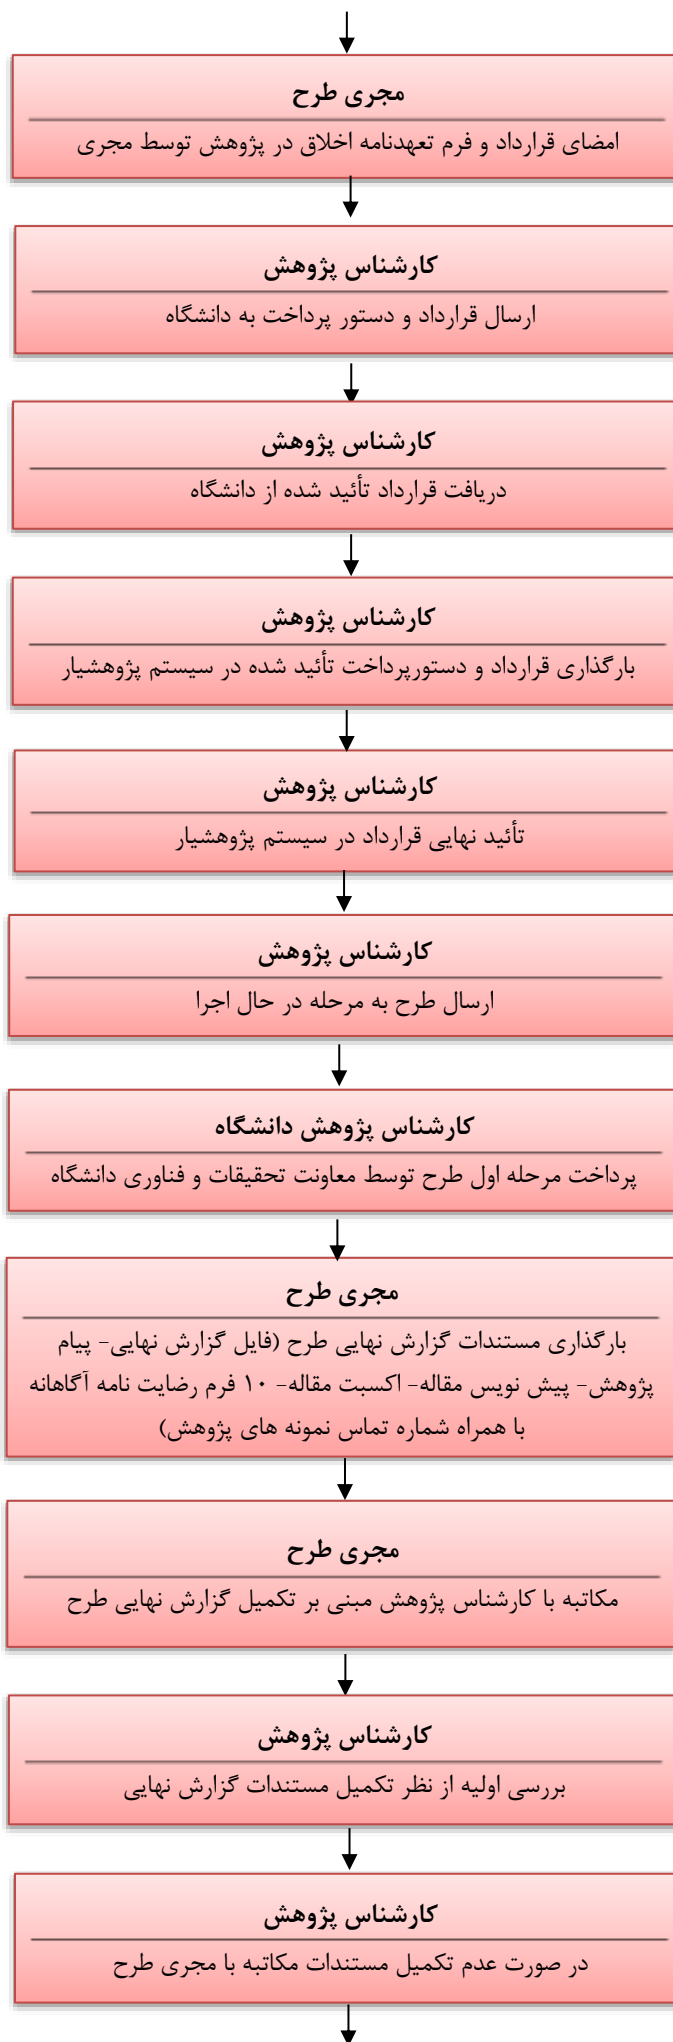 مجری طرح
امضای قرارداد و فرم تعهدنامه اخلاق در پژوهش توسط مجری
کارشناس پژوهش
ارسال قرارداد و دستور پرداخت به دانشگاه
کارشناس پژوهش
دریافت قرارداد تأئید شده از دانشگاه
کارشناس پژوهش
بارگذاری قرارداد و دستورپرداخت تأئید شده در سیستم پژوهشیار
کارشناس پژوهش
تأئید نهایی قرارداد در سیستم پژوهشیار
کارشناس پژوهش
ارسال طرح به مرحله در حال اجرا
کارشناس پژوهش دانشگاه
پرداخت مرحله اول طرح توسط معاونت تحقیقات و فناوری دانشگاه
مجری طرح
بارگذاری مستندات گزارش نهایی طرح (فایل گزارش نهایی- پیام
پژوهش- پیش نویس مقاله- اکسبت مقاله- ۱۰ فرم رضایت نامه آگاهانه
با همراه شماره تماس نمونه های پژوهش)
مجری طرح
مکاتبه با کارشناس پژوهش مبنی بر تکمیل گزارش نهایی طرح
کارشناس پژوهش
بررسی اولیه از نظر تکمیل مستندات گزارش نهایی
کارشناس پژوهش
در صورت عدم تکمیل مستندات مکاتبه با مجری طرح